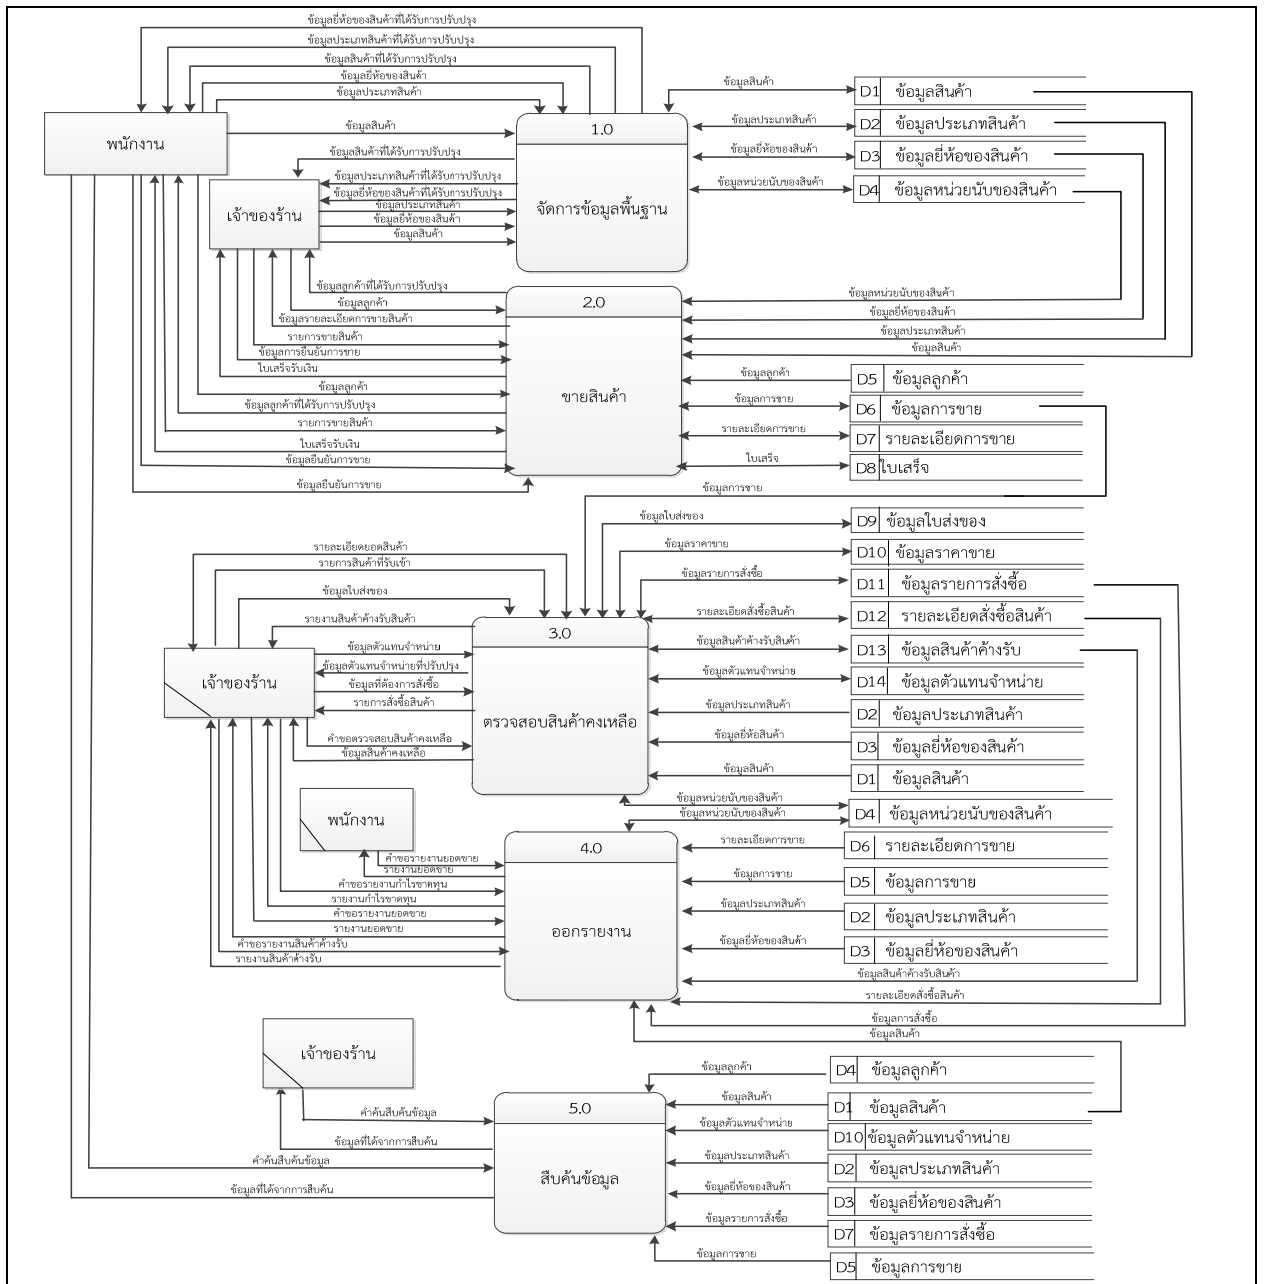 ข้อมูลยี่ห้อของสินค้าที่ได้รับการปรับปรุง
ข้อมูลประเภทสินค้าที่ได้รับการปรับปรุง
ข้อมูลสินค้าที่ได้รับการปรับปรุง
ข้อมูลยี่ห้อของสินค้า
ข้อมูลประเภทสินค้า
พนักงาน
ข้อมูลสินค้า
ข้อมูลสินค้าที่ได้รับการปรับปรุง
ข้อมูลประเภทสินค้าที่ได้รับการปรับปรุง
ข้อมูลยี่ห้อของสินค้าที่ได้รับการปรับปรุง
ข้อมูลประเภทสินค้า
ข้อมูลยี่ห้อของสินค้า
ข้อมูลสินค้า
เจ้าของร้าน
1.0
จัดการข้อมูลพื้นฐาน
ข้อมูลสินค้า
D1 ข้อมูลสินค้า
ข้อมูลประเภทสินค้า
D2 ข้อมูลประเภทสินค้า
ข้อมูลยี่ห้อของสินค้า
D3 ข้อมูลยี่ห้อของสินค้า
ข้อมูลหน่วยนับของสินค้า
D4 ข้อมูลหน่วยนับของสินค้า
ข้อมูลลูกค้าที่ได้รับการปรับปรุง
ข้อมูลลูกค้า
ข้อมูลรายละเอียดการขายสินค้า
รายการขายสินค้า
ข้อมูลการยืนยันการขาย
ใบเสร็จรับเงิน
ข้อมูลลูกค้า
ข้อมูลลูกค้าที่ได้รับการปรับปรุง
รายการขายสินค้า
ใบเสร็จรับเงิน
ข้อมูลยืนยันการขาย
ข้อมูลยืนยันการขาย
2.0
ขายสินค้า
ข้อมูลหน่วยนับของสินค้า
ข้อมูลยี่ห้อของสินค้า
ข้อมูลประเภทสินค้า
ข้อมูลสินค้า
ข้อมูลลูกค้า
D5 ข้อมูลลูกค้า
ข้อมูลการขาย
D6 ข้อมูลการขาย
รายละเอียดการขาย
D7 รายละเอียดการขาย
ใบเสร็จ
D8 ใบเสร็จ
ข้อมูลการขาย
ข้อมูลใบส่งของ
D9 ข้อมูลใบส่งของ
ข้อมูลราคาขาย
D10 ข้อมูลราคาขาย
ข้อมูลรายการสั่งซื้อ
D11 ข้อมูลรายการสั่งซื้อ
รายละเอียดสั่งซื้อสินค้า
D12 รายละเอียดสั่งซื้อสินค้า
ข้อมูลสินค้าค้างรับสินค้า
D13 ข้อมูลสินค้าค้างรับ
ข้อมูลตัวแทนจำหน่าย
D14 ข้อมูลตัวแทนจำหน่าย
ข้อมูลประเภทสินค้า
D2 ข้อมูลประเภทสินค้า
ข้อมูลยี่ห้อสินค้า
D3 ข้อมูลยี่ห้อของสินค้า
ข้อมูลสินค้า
D1 ข้อมูลสินค้า
ข้อมูลหน่วยนับของสินค้า
ข้อมูลหน่วยนับของสินค้า
D4 ข้อมูลหน่วยนับของสินค้า
รายละเอียดยอดสินค้า
รายการสินค้าที่รับเข้า
ข้อมูลใบส่งของ
รายงานสินค้าค้างรับสินค้า
ข้อมูลตัวแทนจำหน่าย
ข้อมูลตัวแทนจำหน่ายที่ปรับปรุง
ข้อมูลที่ต้องการสั่งซื้อ
รายการสั่งซื้อสินค้า
คำขอตรวจสอบสินค้าคงเหลือ
ข้อมูลสินค้าคงเหลือ
เจ้าของร้าน
3.0
ตรวจสอบสินค้าคงเหลือ
พนักงาน
คำขอรายงานยอดขาย
รายงานยอดขาย
คำขอรายงานกำไรขาดทุน
รายงานกำไรขาดทุน
คำขอรายงานยอดขาย
รายงานยอดขาย
คำขอรายงานสินค้าค้างรับ
รายงานสินค้าค้างรับ
4.0
ออกรายงาน
รายละเอียดการขาย
D6 รายละเอียดการขาย
ข้อมูลการขาย
D5 ข้อมูลการขาย
ข้อมูลประเภทสินค้า
D2 ข้อมูลประเภทสินค้า
ข้อมูลยี่ห้อของสินค้า
D3 ข้อมูลยี่ห้อของสินค้า
ข้อมูลสินค้าค้างรับสินค้า
รายละเอียดสั่งซื้อสินค้า
ข้อมูลการสั่งซื้อ
ข้อมูลสินค้า
เจ้าของร้าน
คำค้นสืบค้นข้อมูล
ข้อมูลที่ได้จากการสืบค้น
คำค้นสืบค้นข้อมูล
ข้อมูลที่ได้จากการสืบค้น
5.0
สืบค้นข้อมูล
ข้อมูลลูกค้า
D4 ข้อมูลลูกค้า
ข้อมูลสินค้า
D1 ข้อมูลสินค้า
ข้อมูลตัวแทนจำหน่าย
D10 ข้อมูลตัวแทนจำหน่าย
ข้อมูลประเภทสินค้า
D2 ข้อมูลประเภทสินค้า
ข้อมูลยี่ห้อของสินค้า
D3 ข้อมูลยี่ห้อของสินค้า
ข้อมูลรายการสั่งซื้อ
D7 ข้อมูลรายการสั่งซื้อ
ข้อมูลการขาย
D5 ข้อมูลการขาย